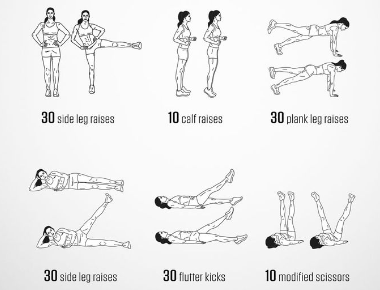 30 side leg raises
10 calf raises
30 plank leg raises
30 side leg raises
30 flutter kicks
10 modified scissors